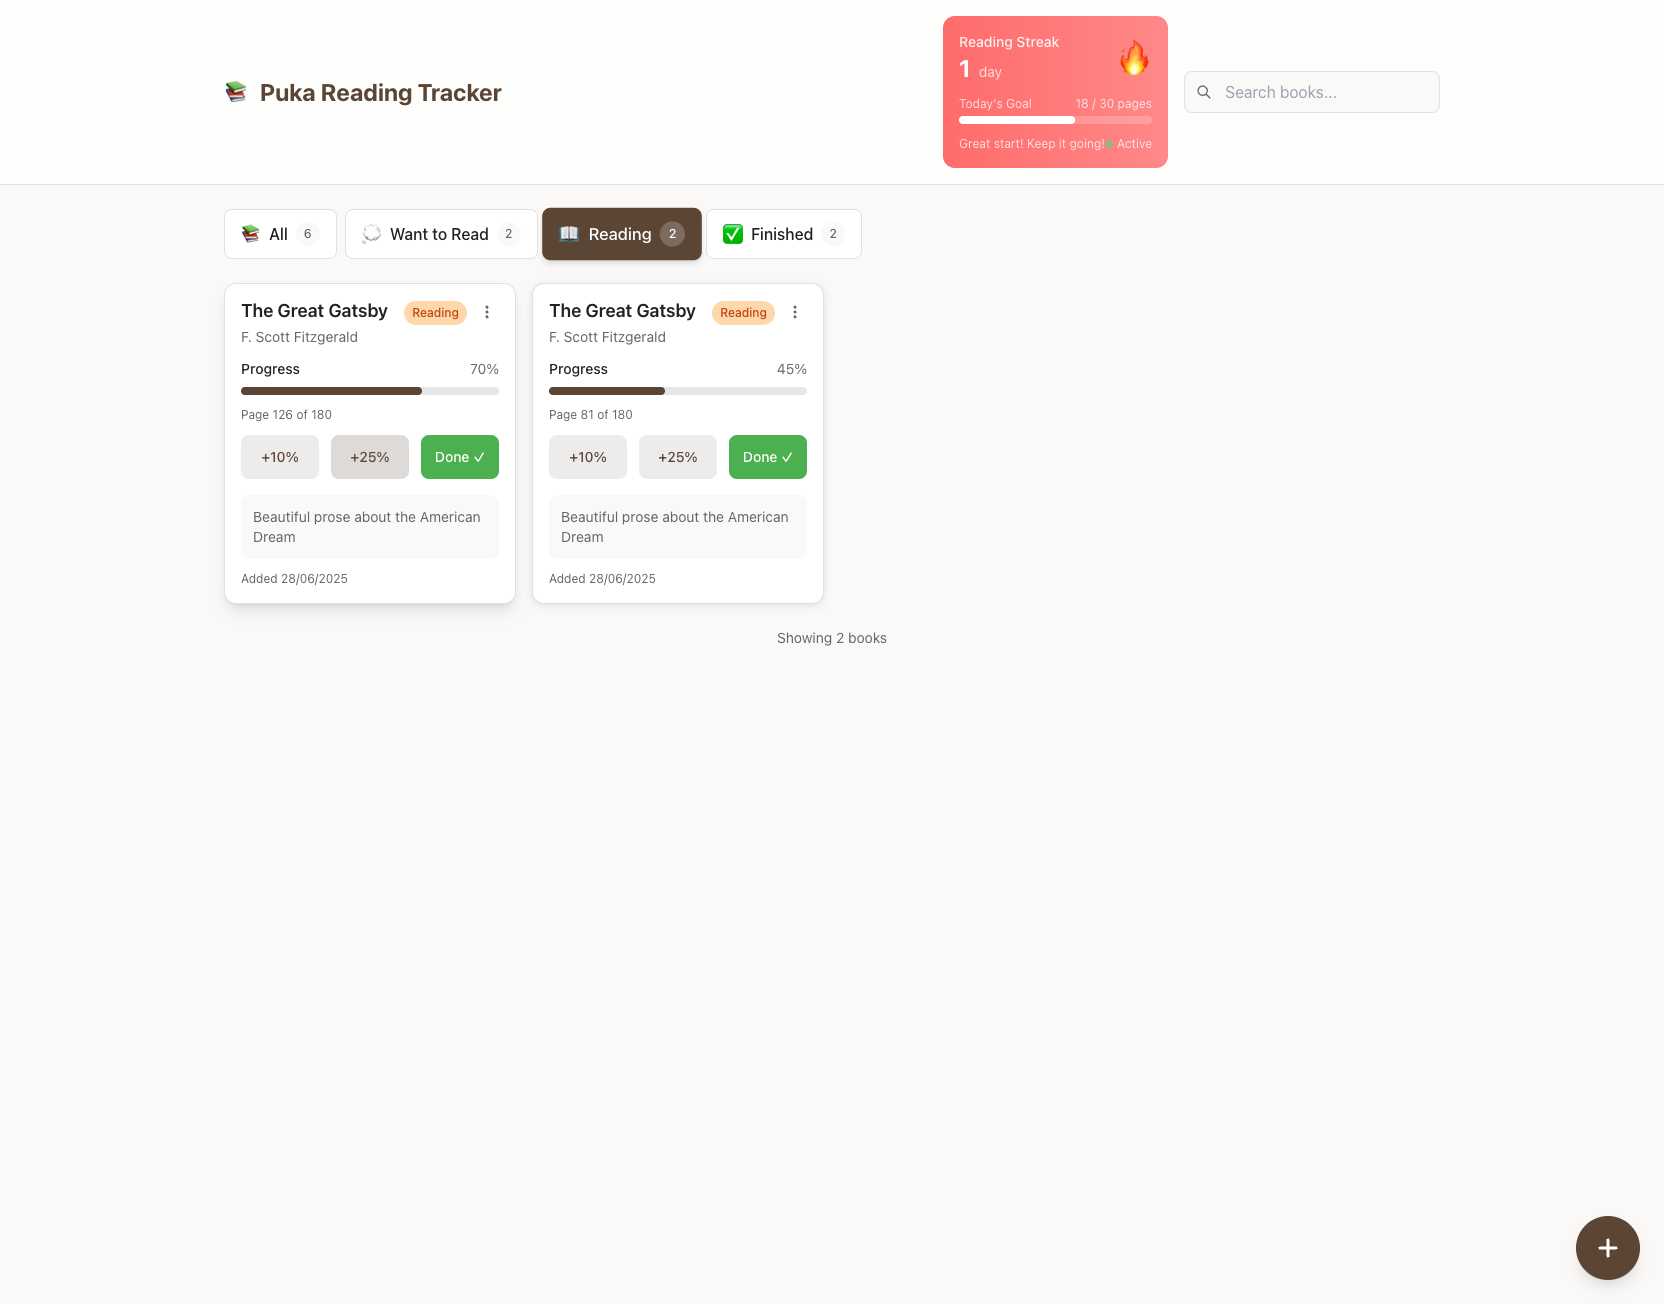 Puka Reading Tracker
Reading Streak
1 day
Today's Goal 18 / 30 pages
Great start! Keep it going! Active
Search books...
All 6
Want to Read 2
Reading 2
Finished 2
The Great Gatsby Reading
F. Scott Fitzgerald
Progress 70%
Page 126 of 180
+10% +25% Done ✓
Beautiful prose about the American
Dream
Added 28/06/2025
The Great Gatsby Reading
F. Scott Fitzgerald
Progress 45%
Page 81 of 180
+10% +25% Done ✓
Beautiful prose about the American
Dream
Added 28/06/2025
Showing 2 books